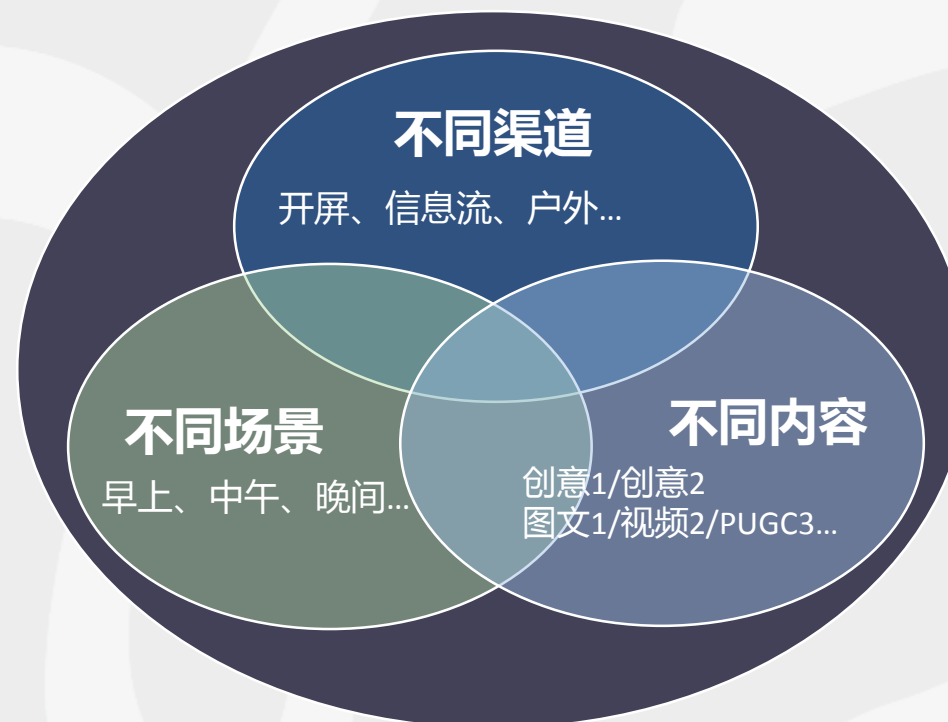 不同渠道
开屏、信息流、户外...
不同场景
早上、中午、晚间...
不同内容
创意1/创意2
图文1/视频2/PUGC3...